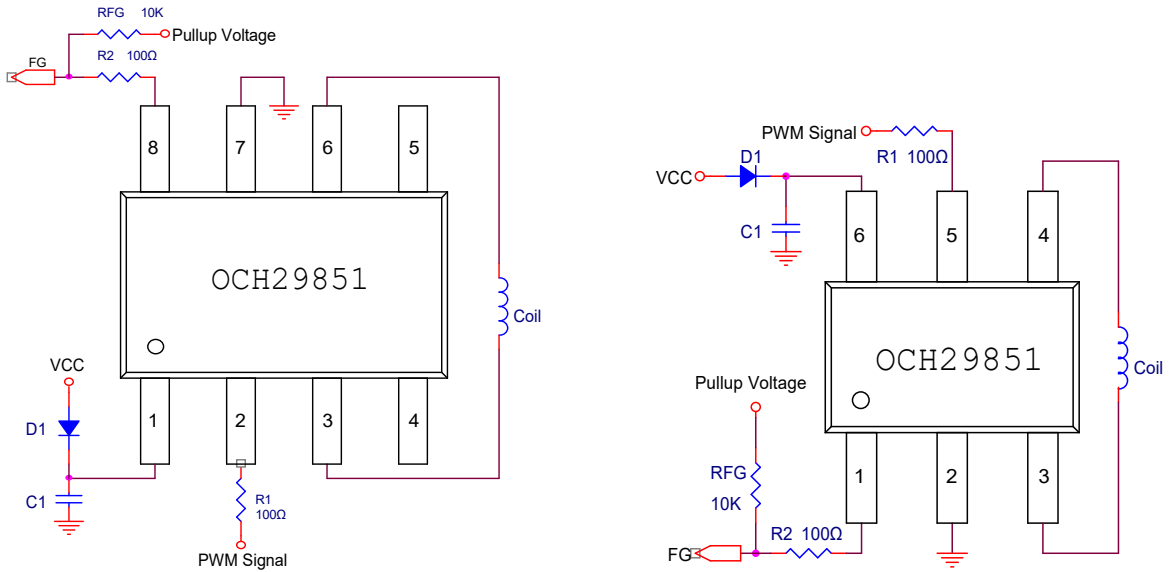 RFG 10K
Pullup Voltage
R2 100Ω
FG
8
7
6
5
OCH29851
Coil
VCC
D1
C1
1
2
3
4
R1
100Ω
PWM Signal
PWM Signal
R1 100Ω
D1
VCC
C1
6
5
4
OCH29851
Coil
Pullup Voltage
RFG
10K
1
2
3
R2 100Ω
FG